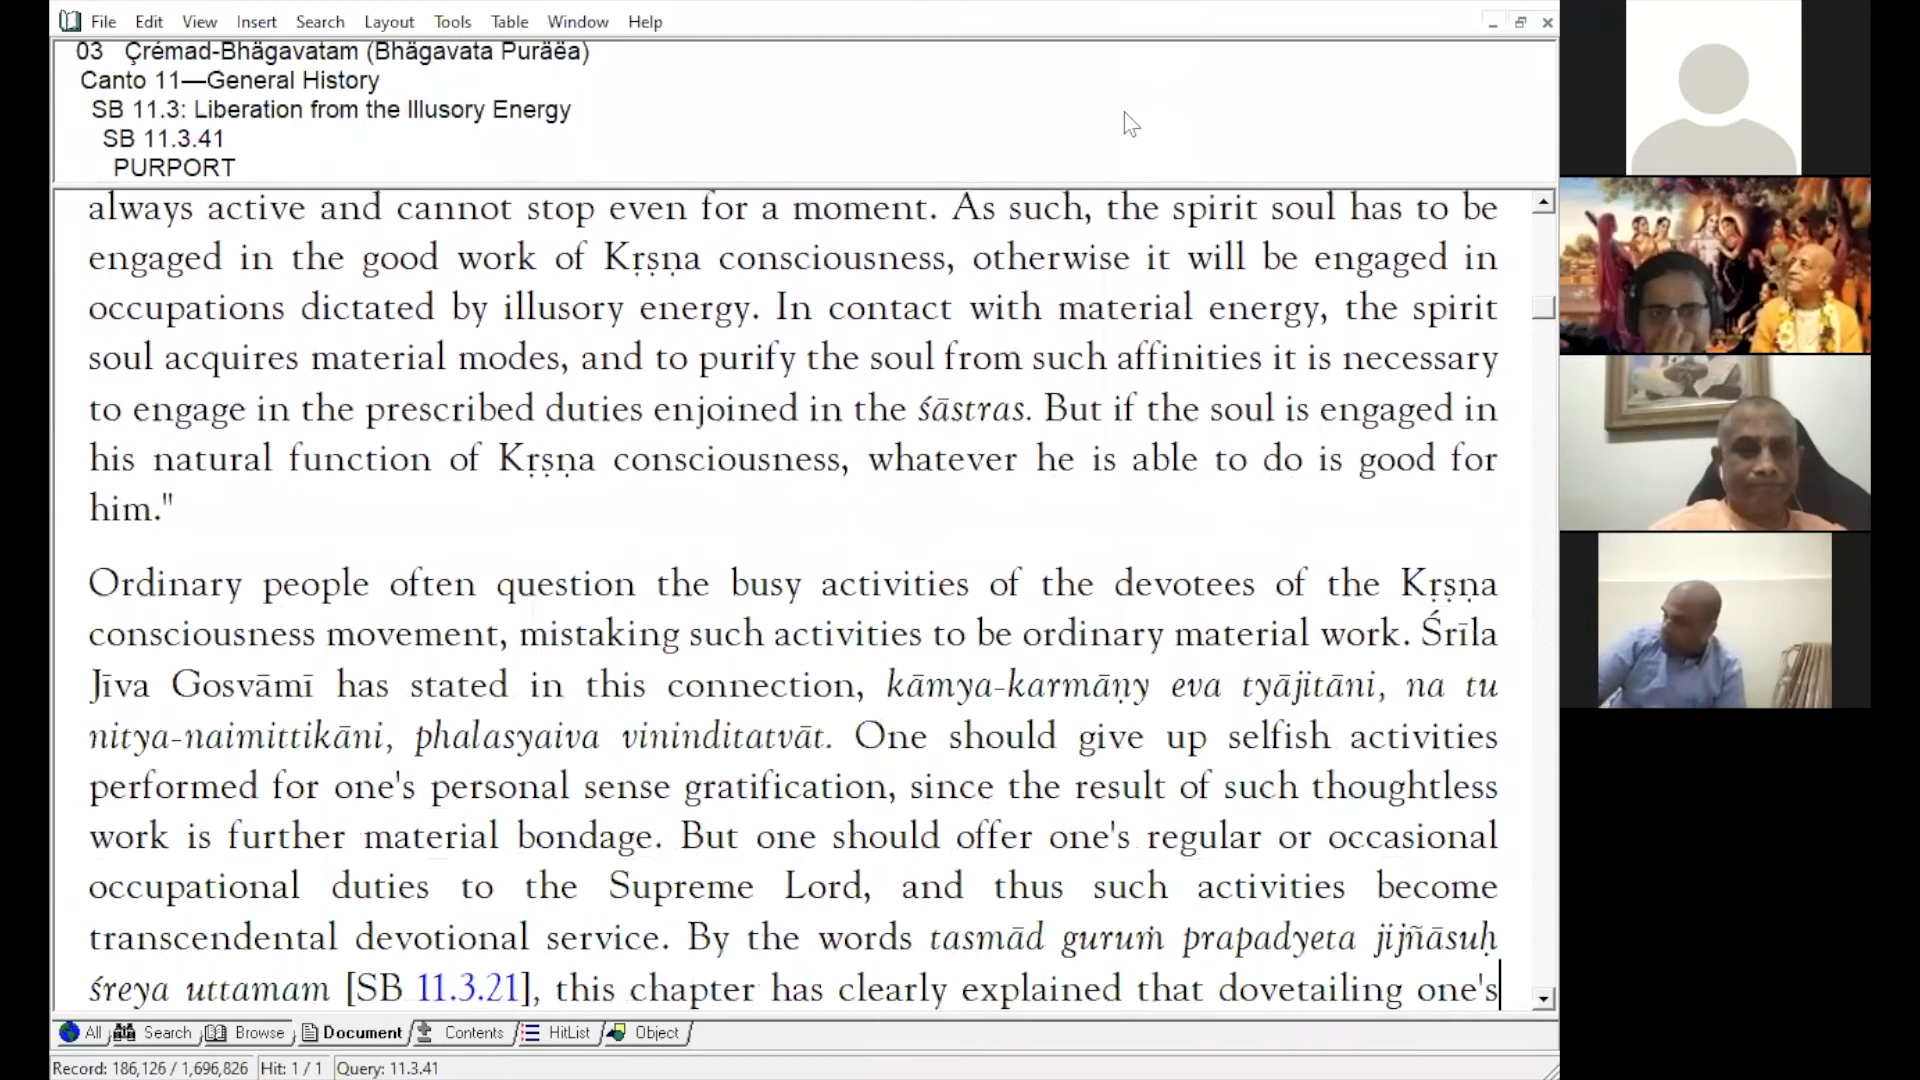 File Edit View Insert Search Layout Tools Table Window Help
03 Çrémad-Bhägavatam (Bhägavata Puräëa)
Canto 11—General History
SB 11.3: Liberation from the Illusory Energy
SB 11.3.41
PURPORT
always active and cannot stop even for a moment. As such, the spirit soul has to be
engaged in the good work of Kṛṣṇa consciousness, otherwise it will be engaged in
occupations dictated by illusory energy. In contact with material energy, the spirit
soul acquires material modes, and to purify the soul from such affinities it is necessary
to engage in the prescribed duties enjoined in the śāstras. But if the soul is engaged in
his natural function of Kṛṣṇa consciousness, whatever he is able to do is good for
him."
Ordinary people often question the busy activities of the devotees of the Kṛṣṇa
consciousness movement, mistaking such activities to be ordinary material work. Śrīla
Jīva Gosvāmī has stated in this connection, kāmya-karmāṇy eva tyājitāni, na tu
nitya-naimittikāni, phalasyaiva vininditatvāt. One should give up selfish activities
performed for one's personal sense gratification, since the result of such thoughtless
work is further material bondage. But one should offer one's regular or occasional
occupational duties to the Supreme Lord, and thus such activities become
transcendental devotional service. By the words tasmād guruṁ prapadyeta jijñāsuḥ
śreya uttamam [SB 11.3.21], this chapter has clearly explained that dovetailing one's
All Search Browse Document Contents HitList Object
Record: 186,126 / 1,696,826 Hit: 1 / 1 Query: 11.3.41